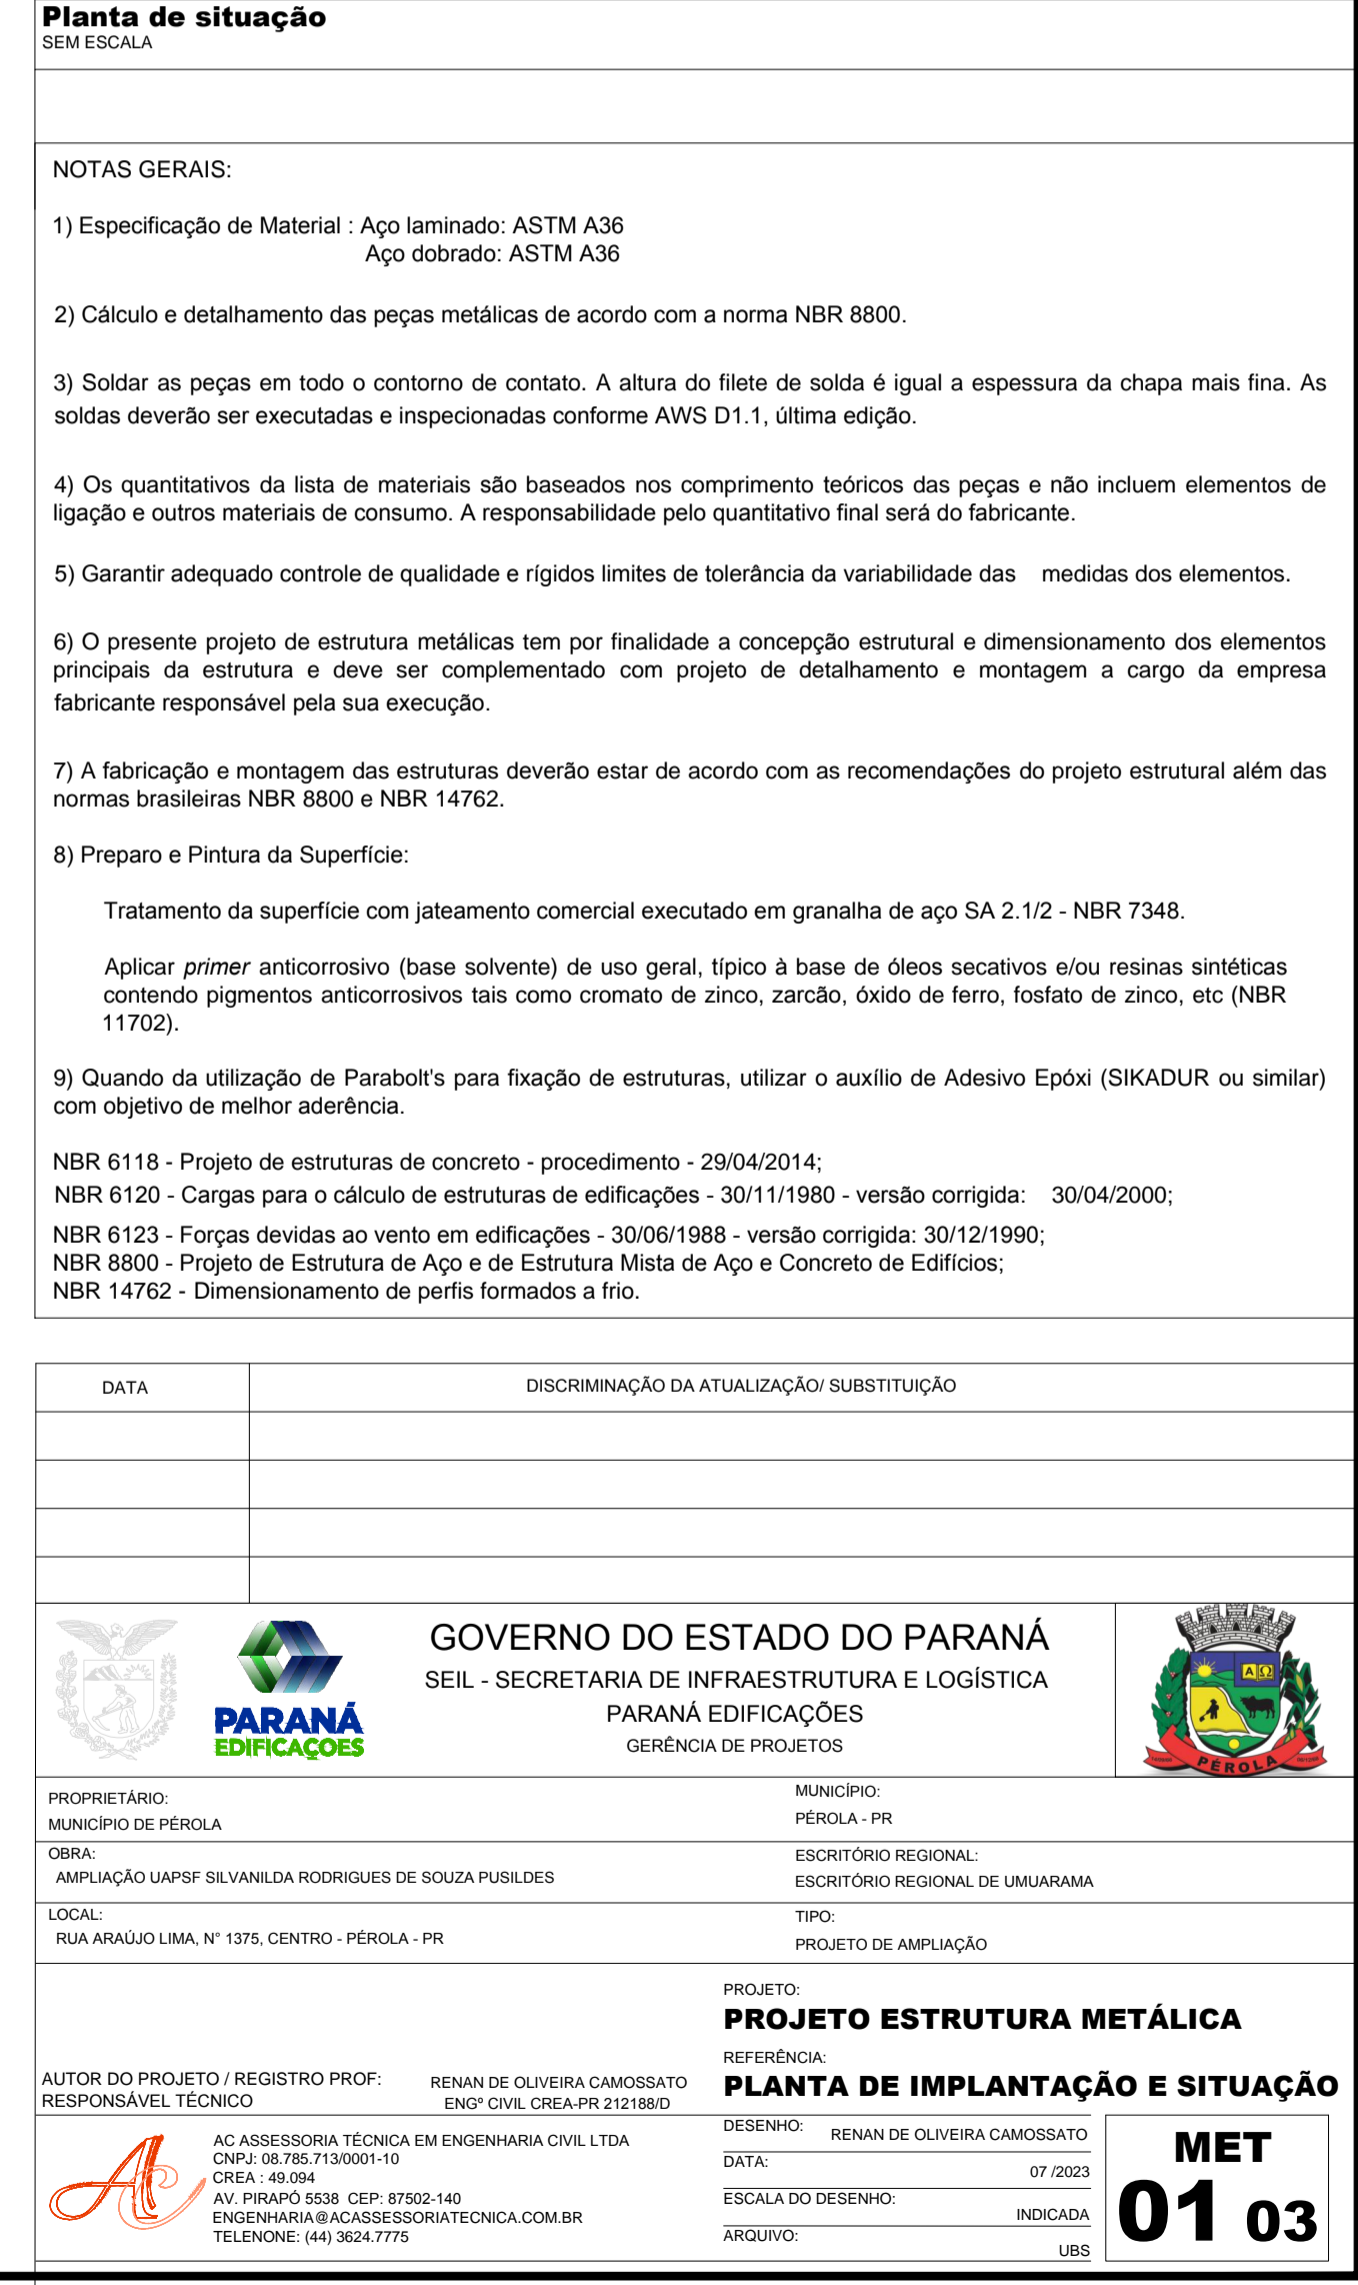 Planta de situação
SEM ESCALA
NOTAS GERAIS:
1) Especificação de Material : Aço laminado: ASTM A36
Aço dobrado: ASTM A36
2) Cálculo e detalhamento das peças metálicas de acordo com a norma NBR 8800.
3) Soldar as peças em todo o contorno de contato. A altura do filete de solda é igual a espessura da chapa mais fina. As
soldas deverão ser executadas e inspecionadas conforme AWS D1.1, última edição.
4) Os quantitativos da lista de materiais são baseados nos comprimento teóricos das peças e não incluem elementos de
ligação e outros materiais de consumo. A responsabilidade pelo quantitativo final será do fabricante.
5) Garantir adequado controle de qualidade e rígidos limites de tolerância da variabilidade das medidas dos elementos.
6) O presente projeto de estrutura metálicas tem por finalidade a concepção estrutural e dimensionamento dos elementos
principais da estrutura e deve ser complementado com projeto de detalhamento e montagem a cargo da empresa
fabricante responsável pela sua execução.
7) A fabricação e montagem das estruturas deverão estar de acordo com as recomendações do projeto estrutural além das
normas brasileiras NBR 8800 e NBR 14762.
8) Preparo e Pintura da Superfície:
Tratamento da superfície com jateamento comercial executado em granalha de aço SA 2.1/2 - NBR 7348.
Aplicar primer anticorrosivo (base solvente) de uso geral, típico à base de óleos secativos e/ou resinas sintéticas
contendo pigmentos anticorrosivos tais como cromato de zinco, zarcão, óxido de ferro, fosfato de zinco, etc (NBR
11702).
9) Quando da utilização de Parabolt's para fixação de estruturas, utilizar o auxílio de Adesivo Epóxi (SIKADUR ou similar)
com objetivo de melhor aderência.
NBR 6118 - Projeto de estruturas de concreto - procedimento - 29/04/2014;
NBR 6120 - Cargas para o cálculo de estruturas de edificações - 30/11/1980 - versão corrigida: 30/04/2000;
NBR 6123 - Forças devidas ao vento em edificações - 30/06/1988 - versão corrigida: 30/12/1990;
NBR 8800 - Projeto de Estrutura de Aço e de Estrutura Mista de Aço e Concreto de Edifícios;
NBR 14762 - Dimensionamento de perfis formados a frio.
DATA
DISCRIMINAÇÃO DA ATUALIZAÇÃO/ SUBSTITUIÇÃO
PARANÁ
EDIFICAÇOES
GOVERNO DO ESTADO DO PARANÁ
SEIL - SECRETARIA DE INFRAESTRUTURA E LOGÍSTICA
PARANÁ EDIFICAÇÕES
GERÊNCIA DE PROJETOS
Α Ω
PÉROLA
PROPRIETÁRIO:
MUNICÍPIO DE PÉROLA
MUNICÍPIO:
PÉROLA - PR
OBRA:
AMPLIAÇÃO UAPSF SILVANILDA RODRIGUES DE SOUZA PUSILDES
ESCRITÓRIO REGIONAL:
ESCRITÓRIO REGIONAL DE UMUARAMA
LOCAL:
RUA ARAÚJO LIMA, N° 1375, CENTRO - PÉROLA - PR
TIPO:
PROJETO DE AMPLIAÇÃO
PROJETO:
PROJETO ESTRUTURA METÁLICA
REFERÊNCIA:
PLANTA DE IMPLANTAÇÃO E SITUAÇÃO
AUTOR DO PROJETO / REGISTRO PROF:
RESPONSÁVEL TÉCNICO
RENAN DE OLIVEIRA CAMOSSATO
ENGº CIVIL CREA-PR 212188/D
AC
AC ASSESSORIA TÉCNICA EM ENGENHARIA CIVIL LTDA
CNPJ: 08.785.713/0001-10
CREA : 49.094
AV. PIRAPÓ 5538 CEP: 87502-140
ENGENHARIA@ACASSESSORIATECNICA.COM.BR
TELENONE: (44) 3624.7775
DESENHO: RENAN DE OLIVEIRA CAMOSSATO
DATA: 07 /2023
ESCALA DO DESENHO: INDICADA
ARQUIVO: UBS
MET
01 03